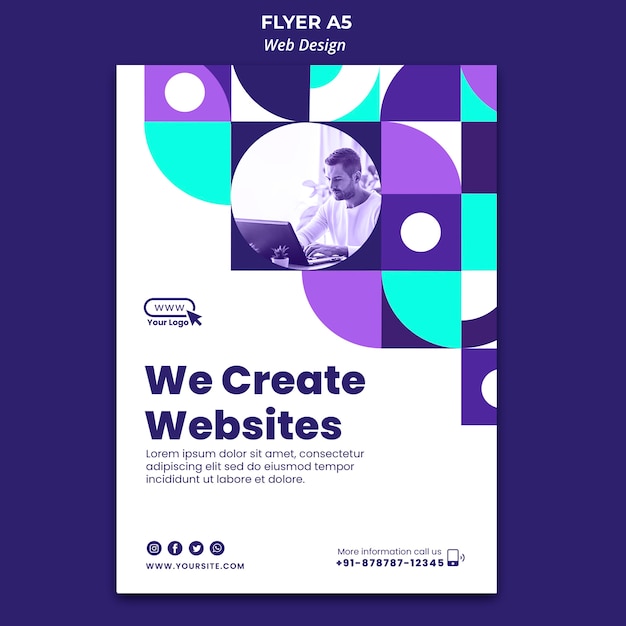 FLYER A5
Web Design
WWW
Your Logo
We Create
Websites
Lorem ipsum dolor sit amet, consectetur
adipiscing elit sed do eiusmod tempor
incididunt ut labore et dolore.
More information call us
WWW.YOURSITE.COM
+91-878787-12345